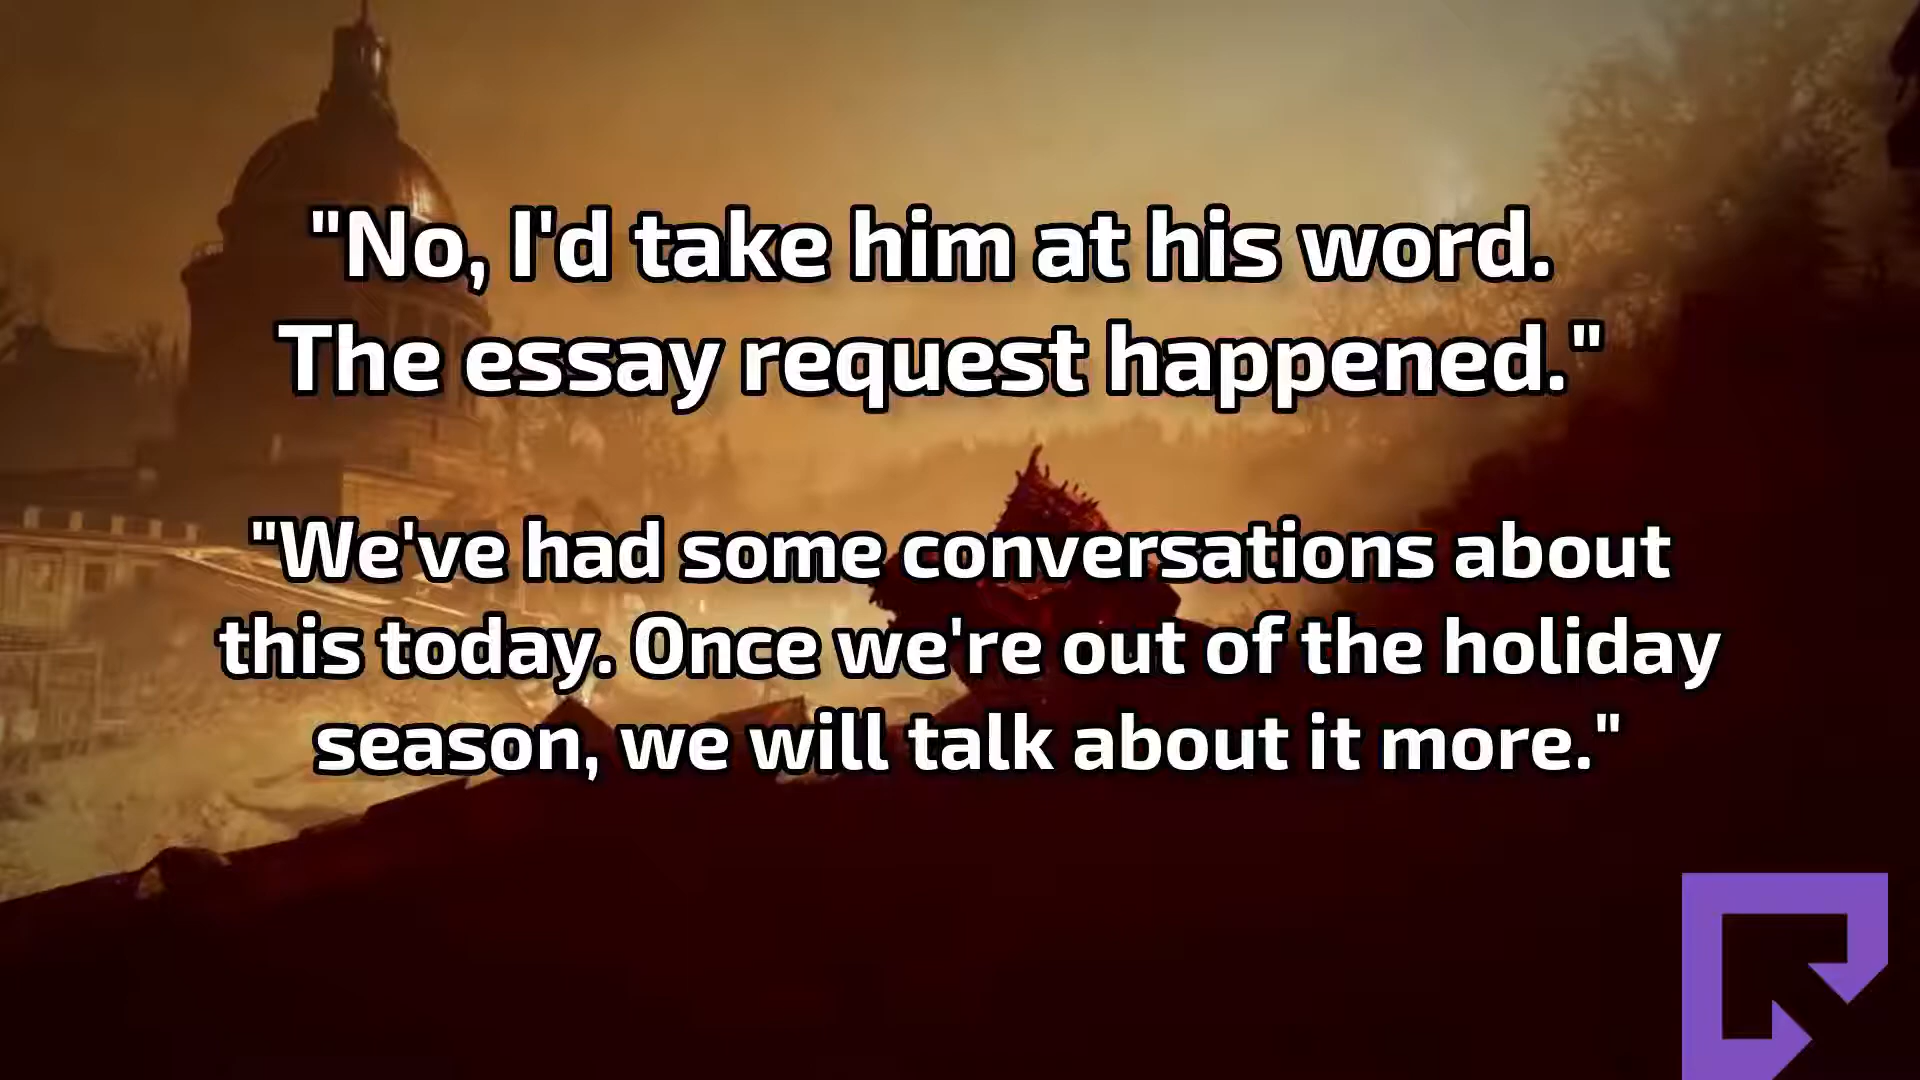 "No, I'd take him at his word.
The essay request happened."
"We've had some conversations about
this today. Once we're out of the holiday
season, we will talk about it more."